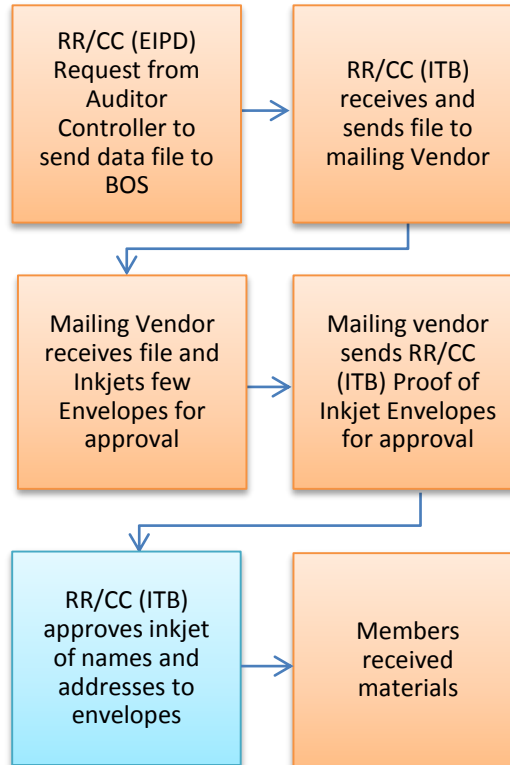 RR/CC (EIPD)
Request from
Auditor
Controller to
send data file to
BOS
RR/CC (ITB)
receives and
sends file to
mailing Vendor
Mailing Vendor
receives file and
Inkjets few
Envelopes for
approval
Mailing vendor
sends RR/CC
(ITB) Proof of
Inkjet Envelopes
for approval
RR/CC (ITB)
approves inkjet
of names and
addresses to
envelopes
Members
received
materials